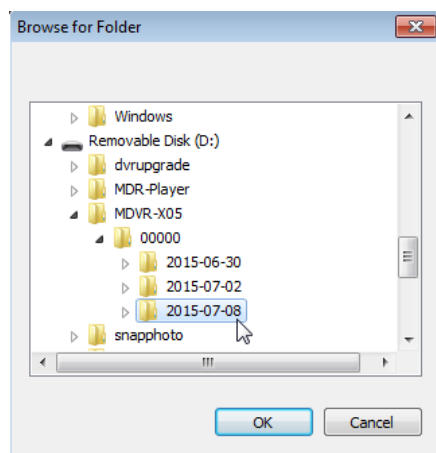 Browse for Folder
Windows
Removable Disk (D:)
dvrupgrade
MDR-Player
MDVR-X05
00000
2015-06-30
2015-07-02
2015-07-08
snapphoto
OK Cancel